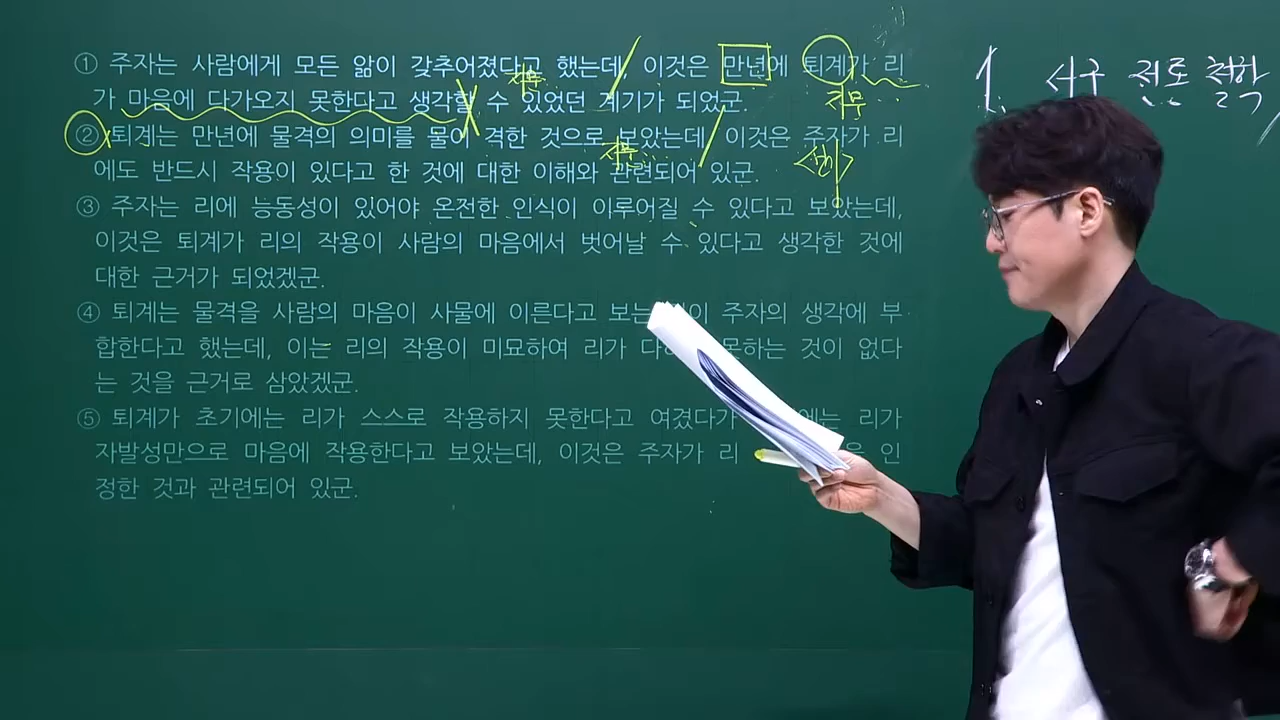 ① 주자는 사람에게 모든 앎이 갖추어졌다고 했는데, 이것은 만년에 퇴계가 리
가 마음에 다가오지 못한다고 생각할 수 있었던 계기가 되었군.
② 퇴계는 만년에 물격의 의미를 물이 격한 것으로 보았는데, 이것은 주자가 리
에도 반드시 작용이 있다고 한 것에 대한 이해와 관련되어 있군.
③ 주자는 리에 능동성이 있어야 온전한 인식이 이루어질 수 있다고 보았는데,
이것은 퇴계가 리의 작용이 사람의 마음에서 벗어날 수 있다고 생각한 것에
대한 근거가 되었겠군.
④ 퇴계는 물격을 사람의 마음이 사물에 이른다고 보는 이 주자의 생각에 부
합한다고 했는데, 이는 리의 작용이 미묘하여 리가 못하는 것이 없다
는 것을 근거로 삼았겠군.
⑤ 퇴계가 초기에는 리가 스스로 작용하지 못한다고 여겼다가 에는 리가
자발성만으로 마음에 작용한다고 보았는데, 이것은 주자가 리 인
정한 것과 관련되어 있군.
1. 서구 전통 철학